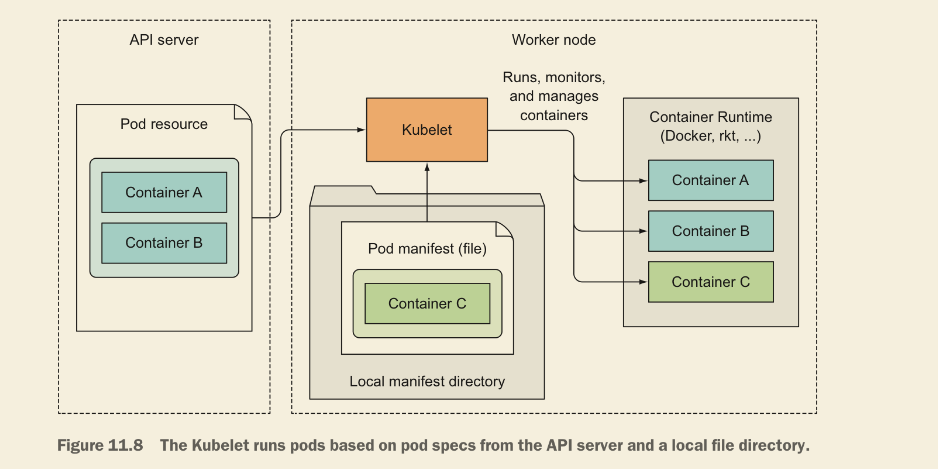 API server
Pod resource
Container A
Container B
Worker node
Kubelet
Runs, monitors,
and manages
containers
Pod manifest (file)
Container C
Local manifest directory
Container Runtime
(Docker, rkt, ...)
Container A
Container B
Container C
Figure 11.8 The Kubelet runs pods based on pod specs from the API server and a local file directory.